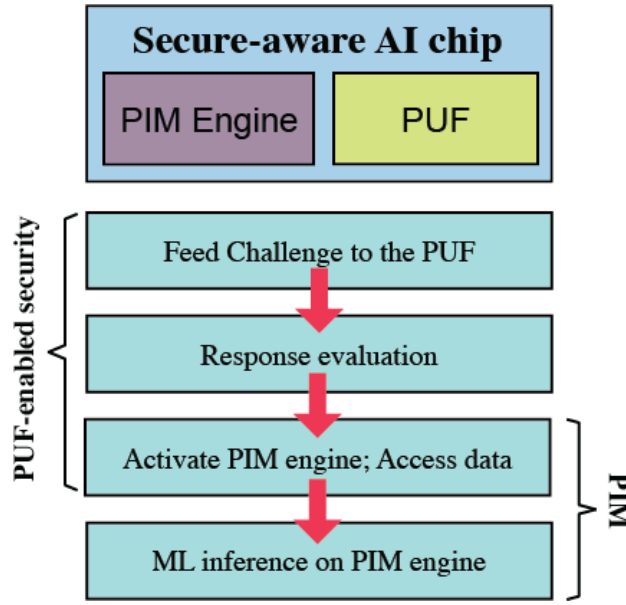 Secure-aware AI chip
PIM Engine
PUF
PUF-enabled security
Feed Challenge to the PUF
Response evaluation
Activate PIM engine; Access data
ML inference on PIM engine
PIM